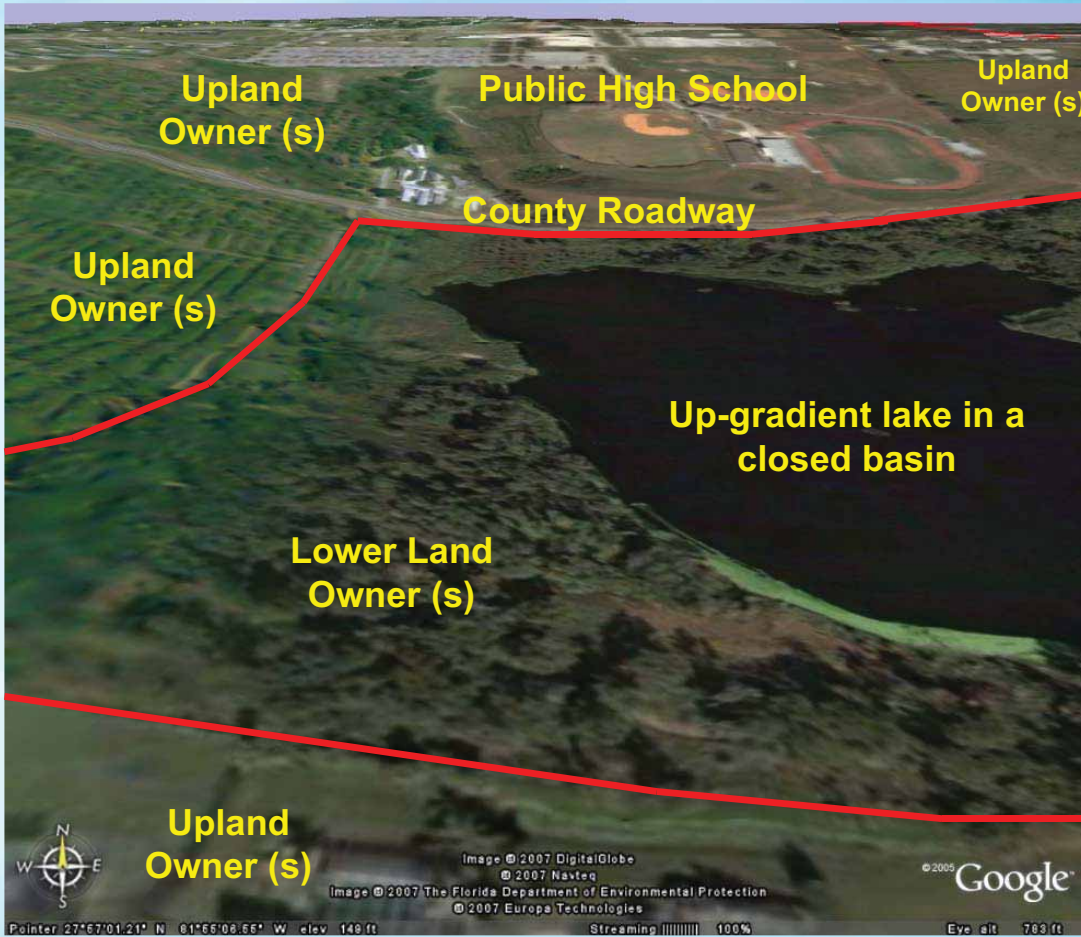 Upland
Owner (s)
Public High School
Upland
Owner (s)
County Roadway
Upland
Owner (s)
Up-gradient lake in a
closed basin
Lower Land
Owner (s)
Upland
Owner (s)
N
W E
S
Image © 2007 DigitalGlobe
© 2007 Navteq
Image © 2007 The Florida Department of Environmental Protection
© 2007 Europa Technologies
©2005 Google™
Pointer 27°57'01.21" N 81°55'06.55" W elev 149 ft Streaming |||||||||| 100% Eye alt 783 ft